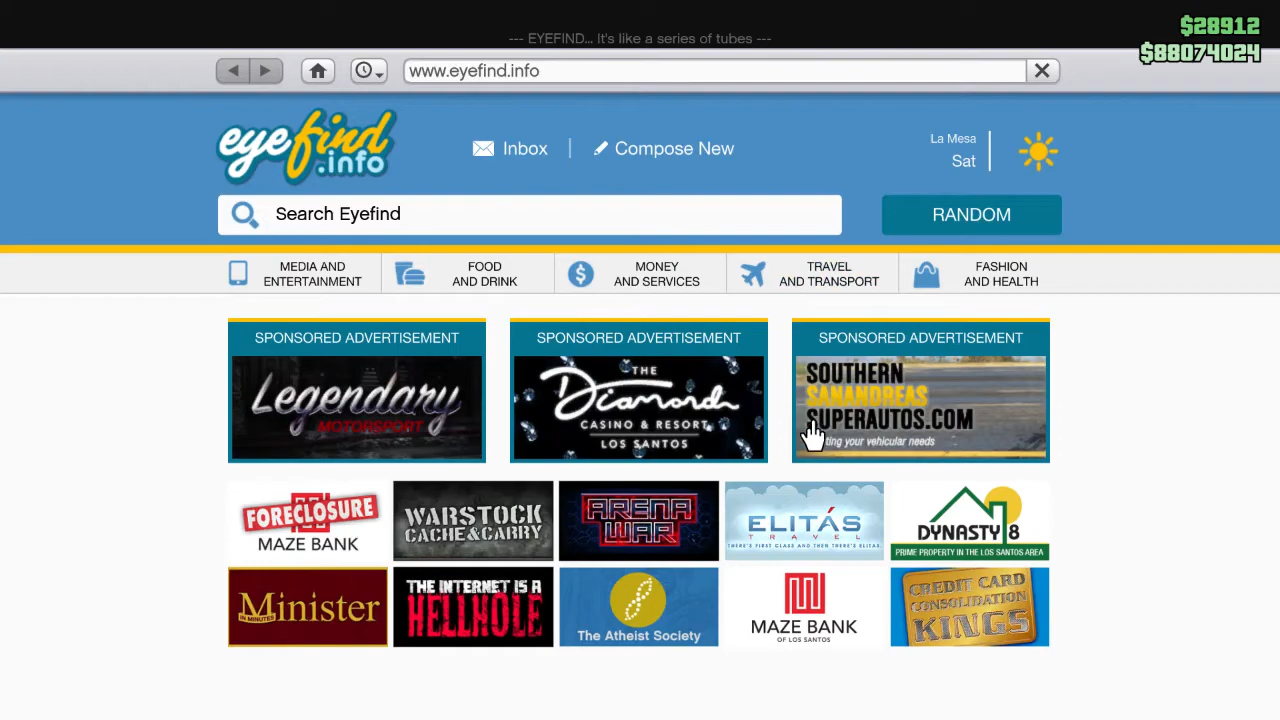 $28912
--- EYEFIND... It's like a series of tubes ---
$88074024
www.eyefind.info
eyefind.info
Inbox
Compose New
La Mesa
Sat
Search Eyefind
RANDOM
MEDIA AND ENTERTAINMENT
FOOD AND DRINK
MONEY AND SERVICES
TRAVEL AND TRANSPORT
FASHION AND HEALTH
SPONSORED ADVERTISEMENT
Legendary
MOTORSPORT
SPONSORED ADVERTISEMENT
THE
Diamond
CASINO & RESORT
LOS SANTOS
SPONSORED ADVERTISEMENT
SOUTHERN
SANANDREAS
SUPERAUTOS.COM
your vehicular needs
FORECLOSURE
MAZE BANK
WARSTOCK
CACHE&CARRY
ARENA
WAR
ELITÁS
TRAVEL
THERE'S FIRST CLASS AND THEN THERE'S ELITAS
DYNASTY 8
PRIME PROPERTY IN THE LOS SANTOS AREA
Minister
IN MINUTES
THE INTERNET IS A
HELLHOLE
The Atheist Society
MAZE BANK
OF LOS SANTOS
CREDIT CARD
CONSOLIDATION
KINGS